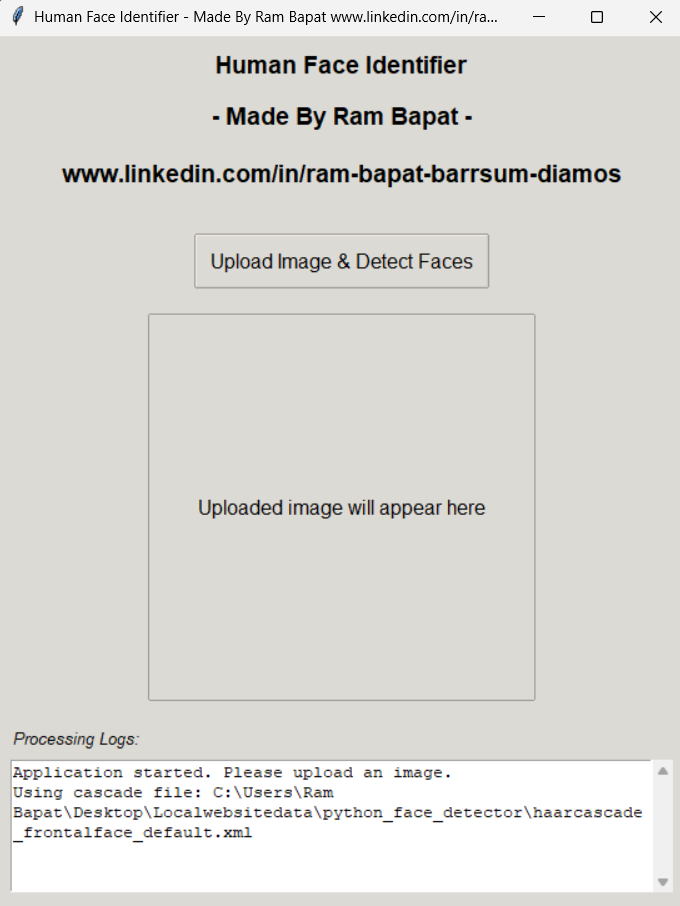 Human Face Identifier - Made By Ram Bapat www.linkedin.com/in/ra...
Human Face Identifier
- Made By Ram Bapat -
www.linkedin.com/in/ram-bapat-barrsum-diamos
Upload Image & Detect Faces
Uploaded image will appear here
Processing Logs:
Application started. Please upload an image.
Using cascade file: C:\Users\Ram
Bapat\Desktop\Localwebsitedata\python_face_detector\haarcascade
_frontalface_default.xml